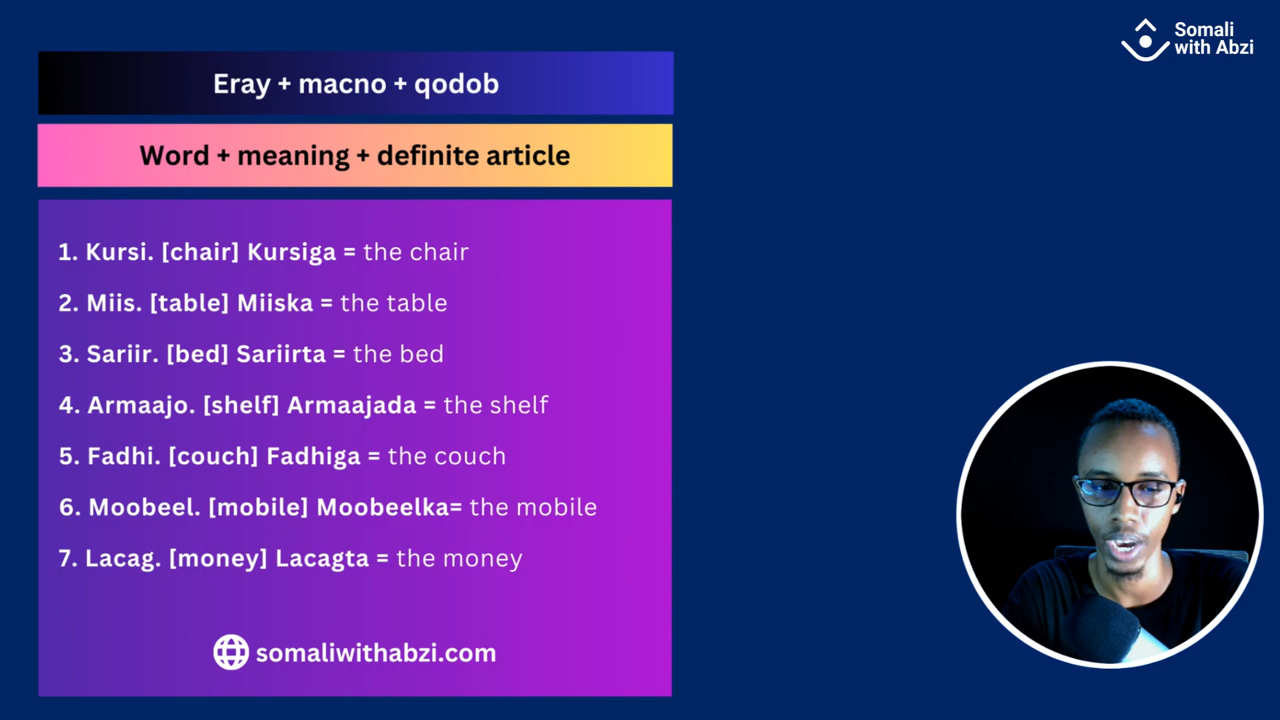 Somali
with Abzi
Eray + macno + qodob
Word + meaning + definite article
1. Kursi. [chair] Kursiga = the chair
2. Miis. [table] Miiska = the table
3. Sariir. [bed] Sariirta = the bed
4. Armaajo. [shelf] Armaajada = the shelf
5. Fadhi. [couch] Fadhiga = the couch
6. Moobeel. [mobile] Moobeelka= the mobile
7. Lacag. [money] Lacagta = the money
somaliwithabzi.com